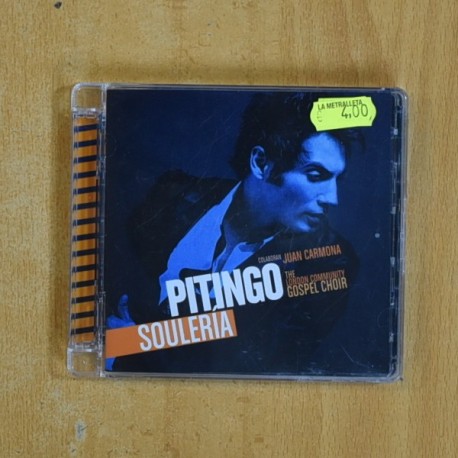 LA METRALLETA
€ 4,00
COLABORAN JUAN CARMONA
THE
LONDON COMMUNITY
GOSPEL CHOIR
PITINGO
SOULERÍA